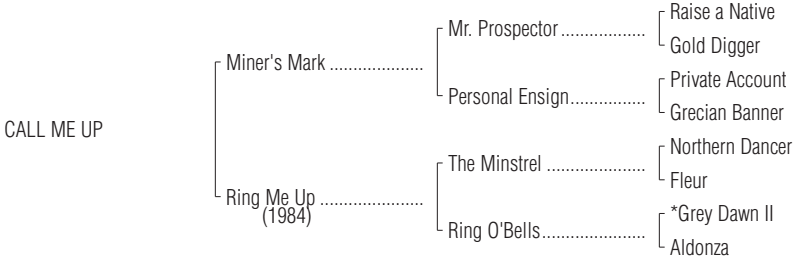 Raise a Native
Mr. Prospector ...................
Gold Digger
Miner's Mark .....................
Private Account
Personal Ensign.................
Grecian Banner
CALL ME UP
Northern Dancer
The Minstrel ......................
Fleur
Ring Me Up .......................
(1984)
*Grey Dawn II
Ring O'Bells.......................
Aldonza